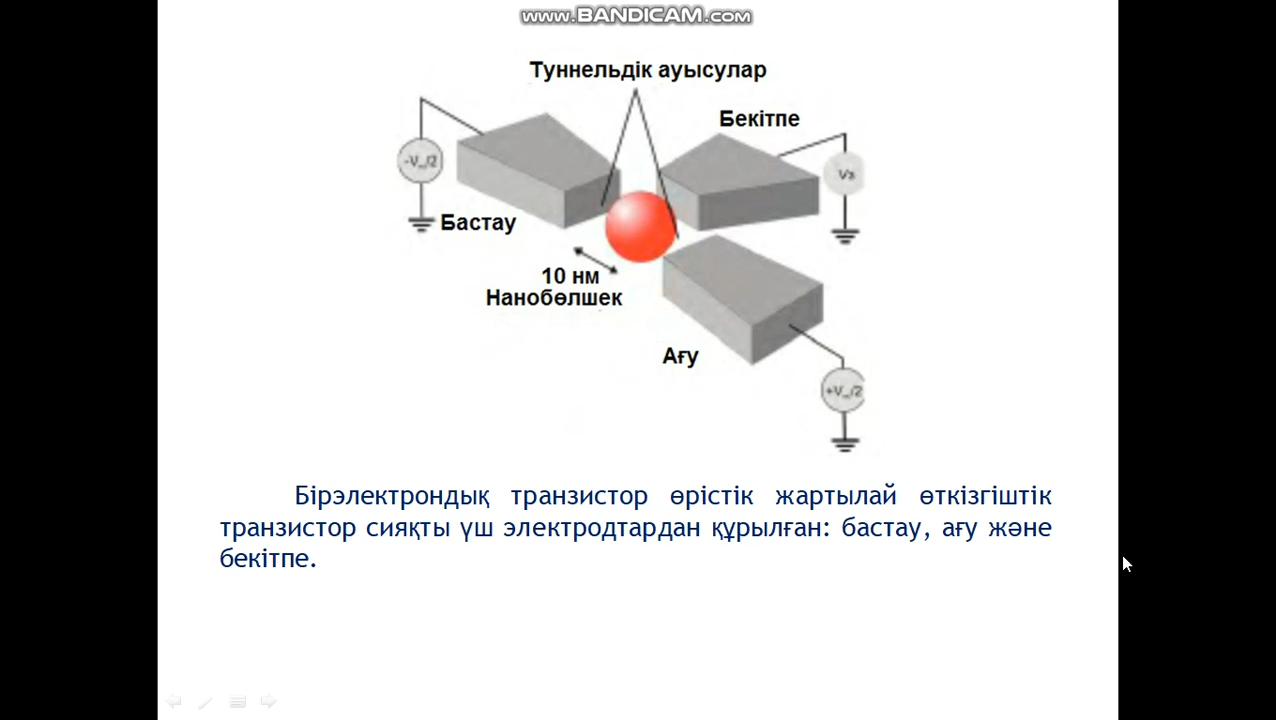 www.BANDICAM.com
Туннельдік ауысулар
Бекітпе
Vз
Бастау
10 нм
Нанобөлшек
Ағу
Бірэлектрондық транзистор өрістік жартылай өткізгіштік
транзистор сияқты үш электродтардан құрылған: бастау, ағу және
бекітпе.